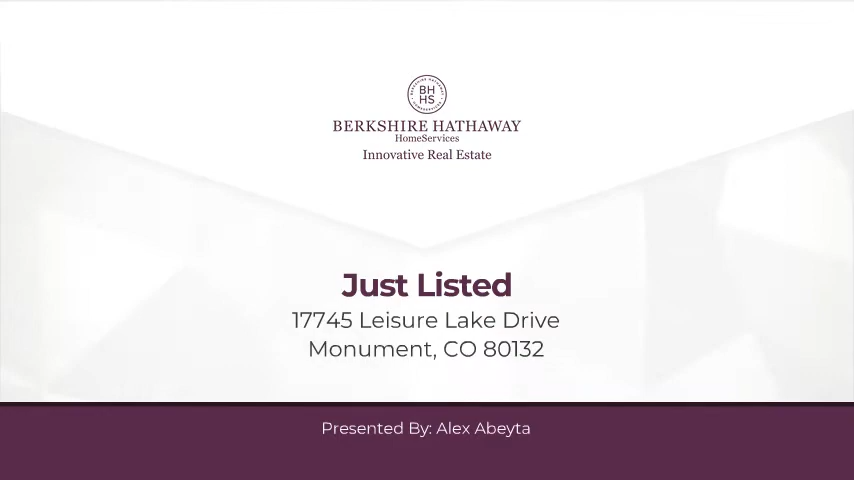 BH
HS
BERKSHIRE HATHAWAY
HomeServices
Innovative Real Estate
Just Listed
17745 Leisure Lake Drive
Monument, CO 80132
Presented By: Alex Abeyta